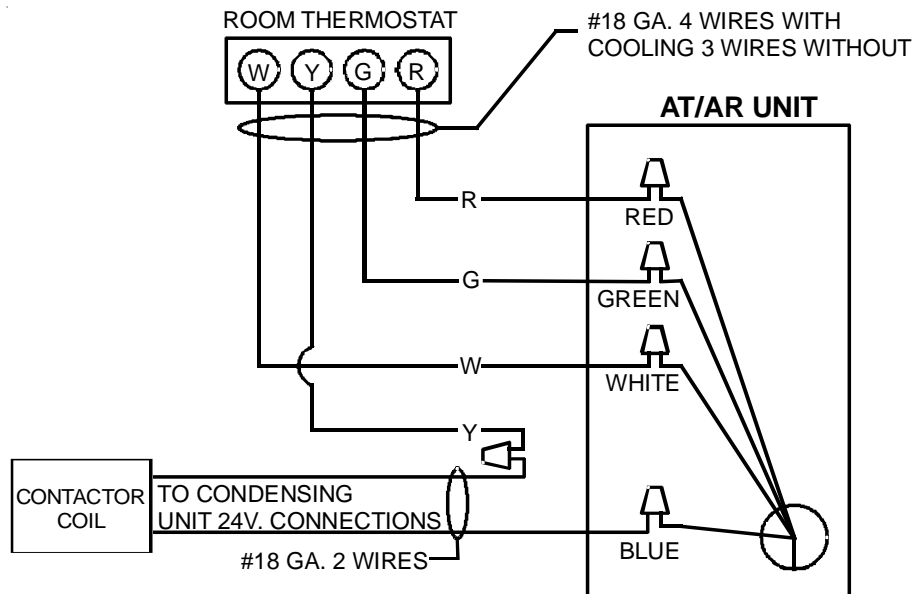 ROOM THERMOSTAT
#18 GA. 4 WIRES WITH
COOLING 3 WIRES WITHOUT
W Y G R
AT/AR UNIT
R
RED
G
GREEN
W
WHITE
Y
CONTACTOR
COIL
TO CONDENSING
UNIT 24V. CONNECTIONS
BLUE
#18 GA. 2 WIRES